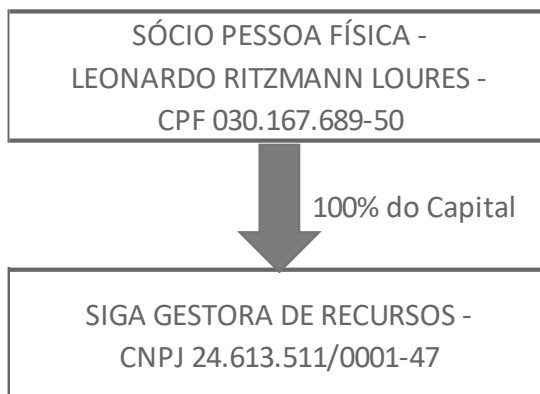 SÓCIO PESSOA FÍSICA -
LEONARDO RITZMANN LOURES -
CPF 030.167.689-50
100% do Capital
SIGA GESTORA DE RECURSOS -
CNPJ 24.613.511/0001-47